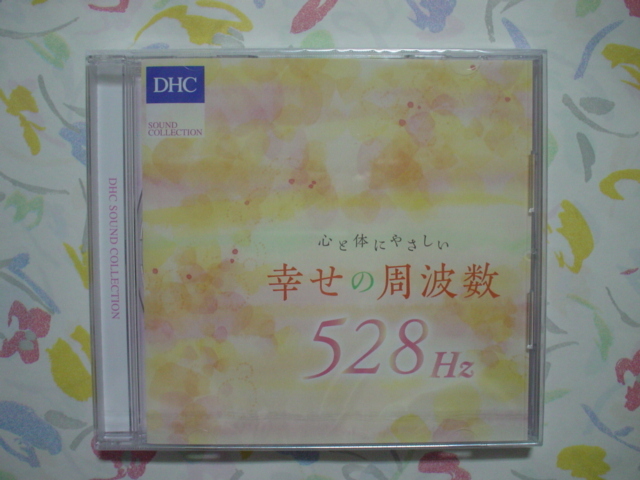 DHC
SOUND
COLLECTION
DHC SOUND COLLECTION
心と体にやさしい
幸せの周波数
528Hz